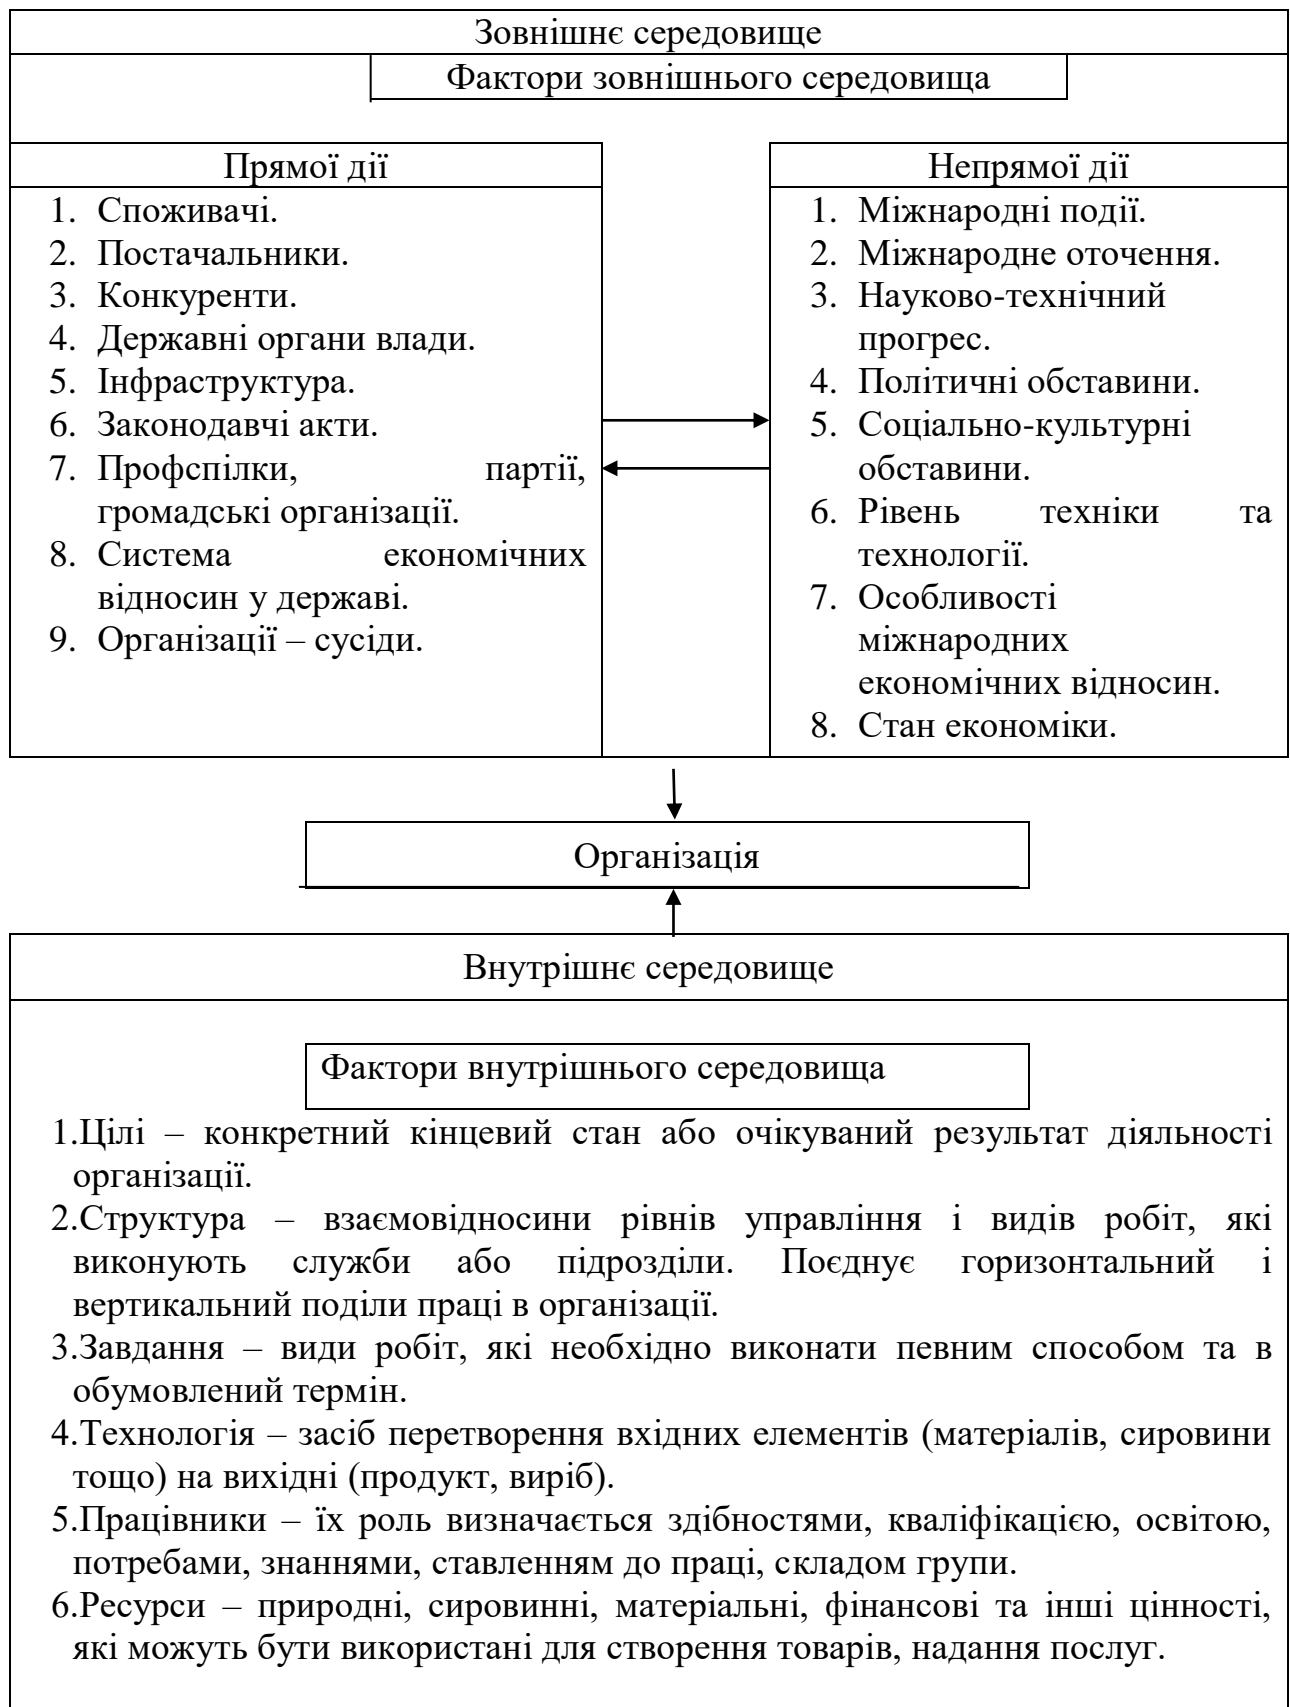 Зовнішнє середовище
Фактори зовнішнього середовища
Прямої дії
1. Споживачі.
2. Постачальники.
3. Конкуренти.
4. Державні органи влади.
5. Інфраструктура.
6. Законодавчі акти.
7. Профспілки, партії,
громадські організації.
8. Система економічних
відносин у державі.
9. Організації – сусіди.
Непрямої дії
1. Міжнародні події.
2. Міжнародне оточення.
3. Науково-технічний
прогрес.
4. Політичні обставини.
5. Соціально-культурні
обставини.
6. Рівень техніки та
технології.
7. Особливості
міжнародних
економічних відносин.
8. Стан економіки.
Організація
Внутрішнє середовище
Фактори внутрішнього середовища
1.Цілі – конкретний кінцевий стан або очікуваний результат діяльності
організації.
2.Структура – взаємовідносини рівнів управління і видів робіт, які
виконують служби або підрозділи. Поєднує горизонтальний і
вертикальний поділи праці в організації.
3.Завдання – види робіт, які необхідно виконати певним способом та в
обумовлений термін.
4.Технологія – засіб перетворення вхідних елементів (матеріалів, сировини
тощо) на вихідні (продукт, виріб).
5.Працівники – їх роль визначається здібностями, кваліфікацією, освітою,
потребами, знаннями, ставленням до праці, складом групи.
6.Ресурси – природні, сировинні, матеріальні, фінансові та інші цінності,
які можуть бути використані для створення товарів, надання послуг.